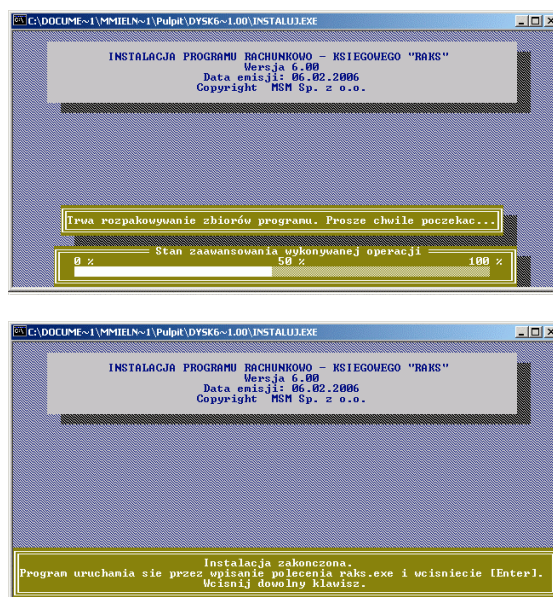 C:\DOCUME~1\MMIELN~1\Pulpit\DYSK6~1.00\INSTALUJ.EXE
INSTALACJA PROGRAMU RACHUNKOWO - KSIEGOWEGO "RAKS"
Wersja 6.00
Data emisji: 06.02.2006
Copyright MSM Sp. z o.o.
Trwa rozpakowywanie zbiorów programu. Prosze chwile poczekac...
Stan zaawansowania wykonywanej operacji
0 % 50 % 100 %
C:\DOCUME~1\MMIELN~1\Pulpit\DYSK6~1.00\INSTALUJ.EXE
INSTALACJA PROGRAMU RACHUNKOWO - KSIEGOWEGO "RAKS"
Wersja 6.00
Data emisji: 06.02.2006
Copyright MSM Sp. z o.o.
Instalacja zakonczona.
Program uruchamia sie przez wpisanie polecenia raks.exe i wcisniecie [Enter].
Wcisnij dowolny klawisz.